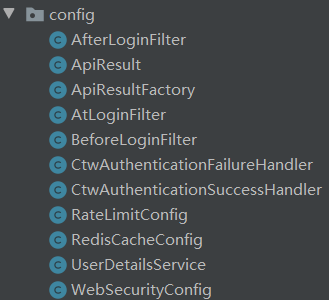 config
AfterLoginFilter
ApiResult
ApiResultFactory
AtLoginFilter
BeforeLoginFilter
CtwAuthenticationFailureHandler
CtwAuthenticationSuccessHandler
RateLimitConfig
RedisCacheConfig
UserDetailsService
WebSecurityConfig